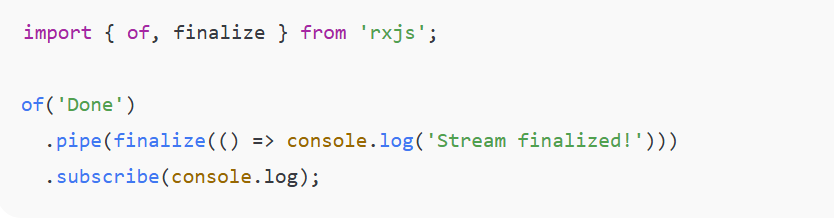 import { of, finalize } from 'rxjs';
of('Done')
.pipe(finalize(() => console.log('Stream finalized!')))
.subscribe(console.log);